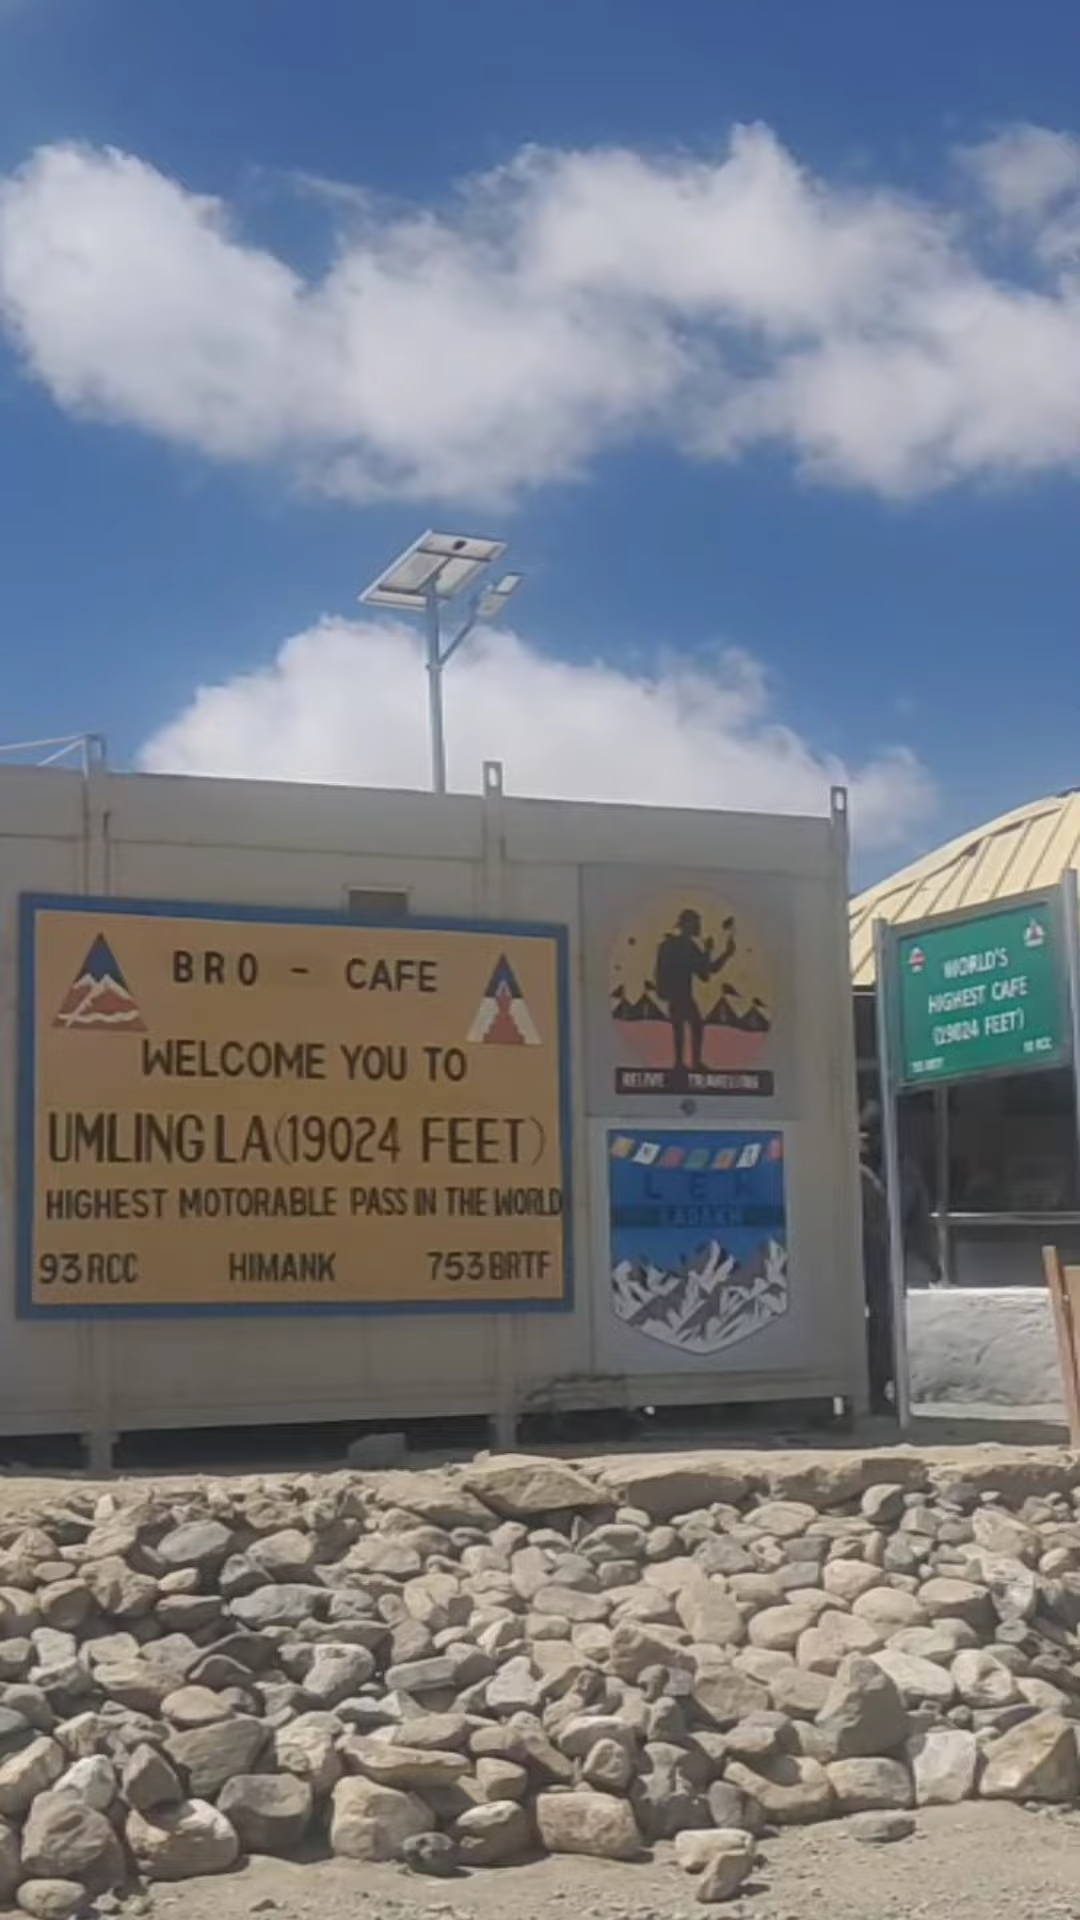 BRO - CAFE
WELCOME YOU TO
UMLING LA (19024 FEET)
HIGHEST MOTORABLE PASS IN THE WORLD
93 RCC HIMANK 753 BRTF
RELIVE TRAVELLING
LEH
LADAKH
WORLD'S
HIGHEST CAFE
(19024 FEET)